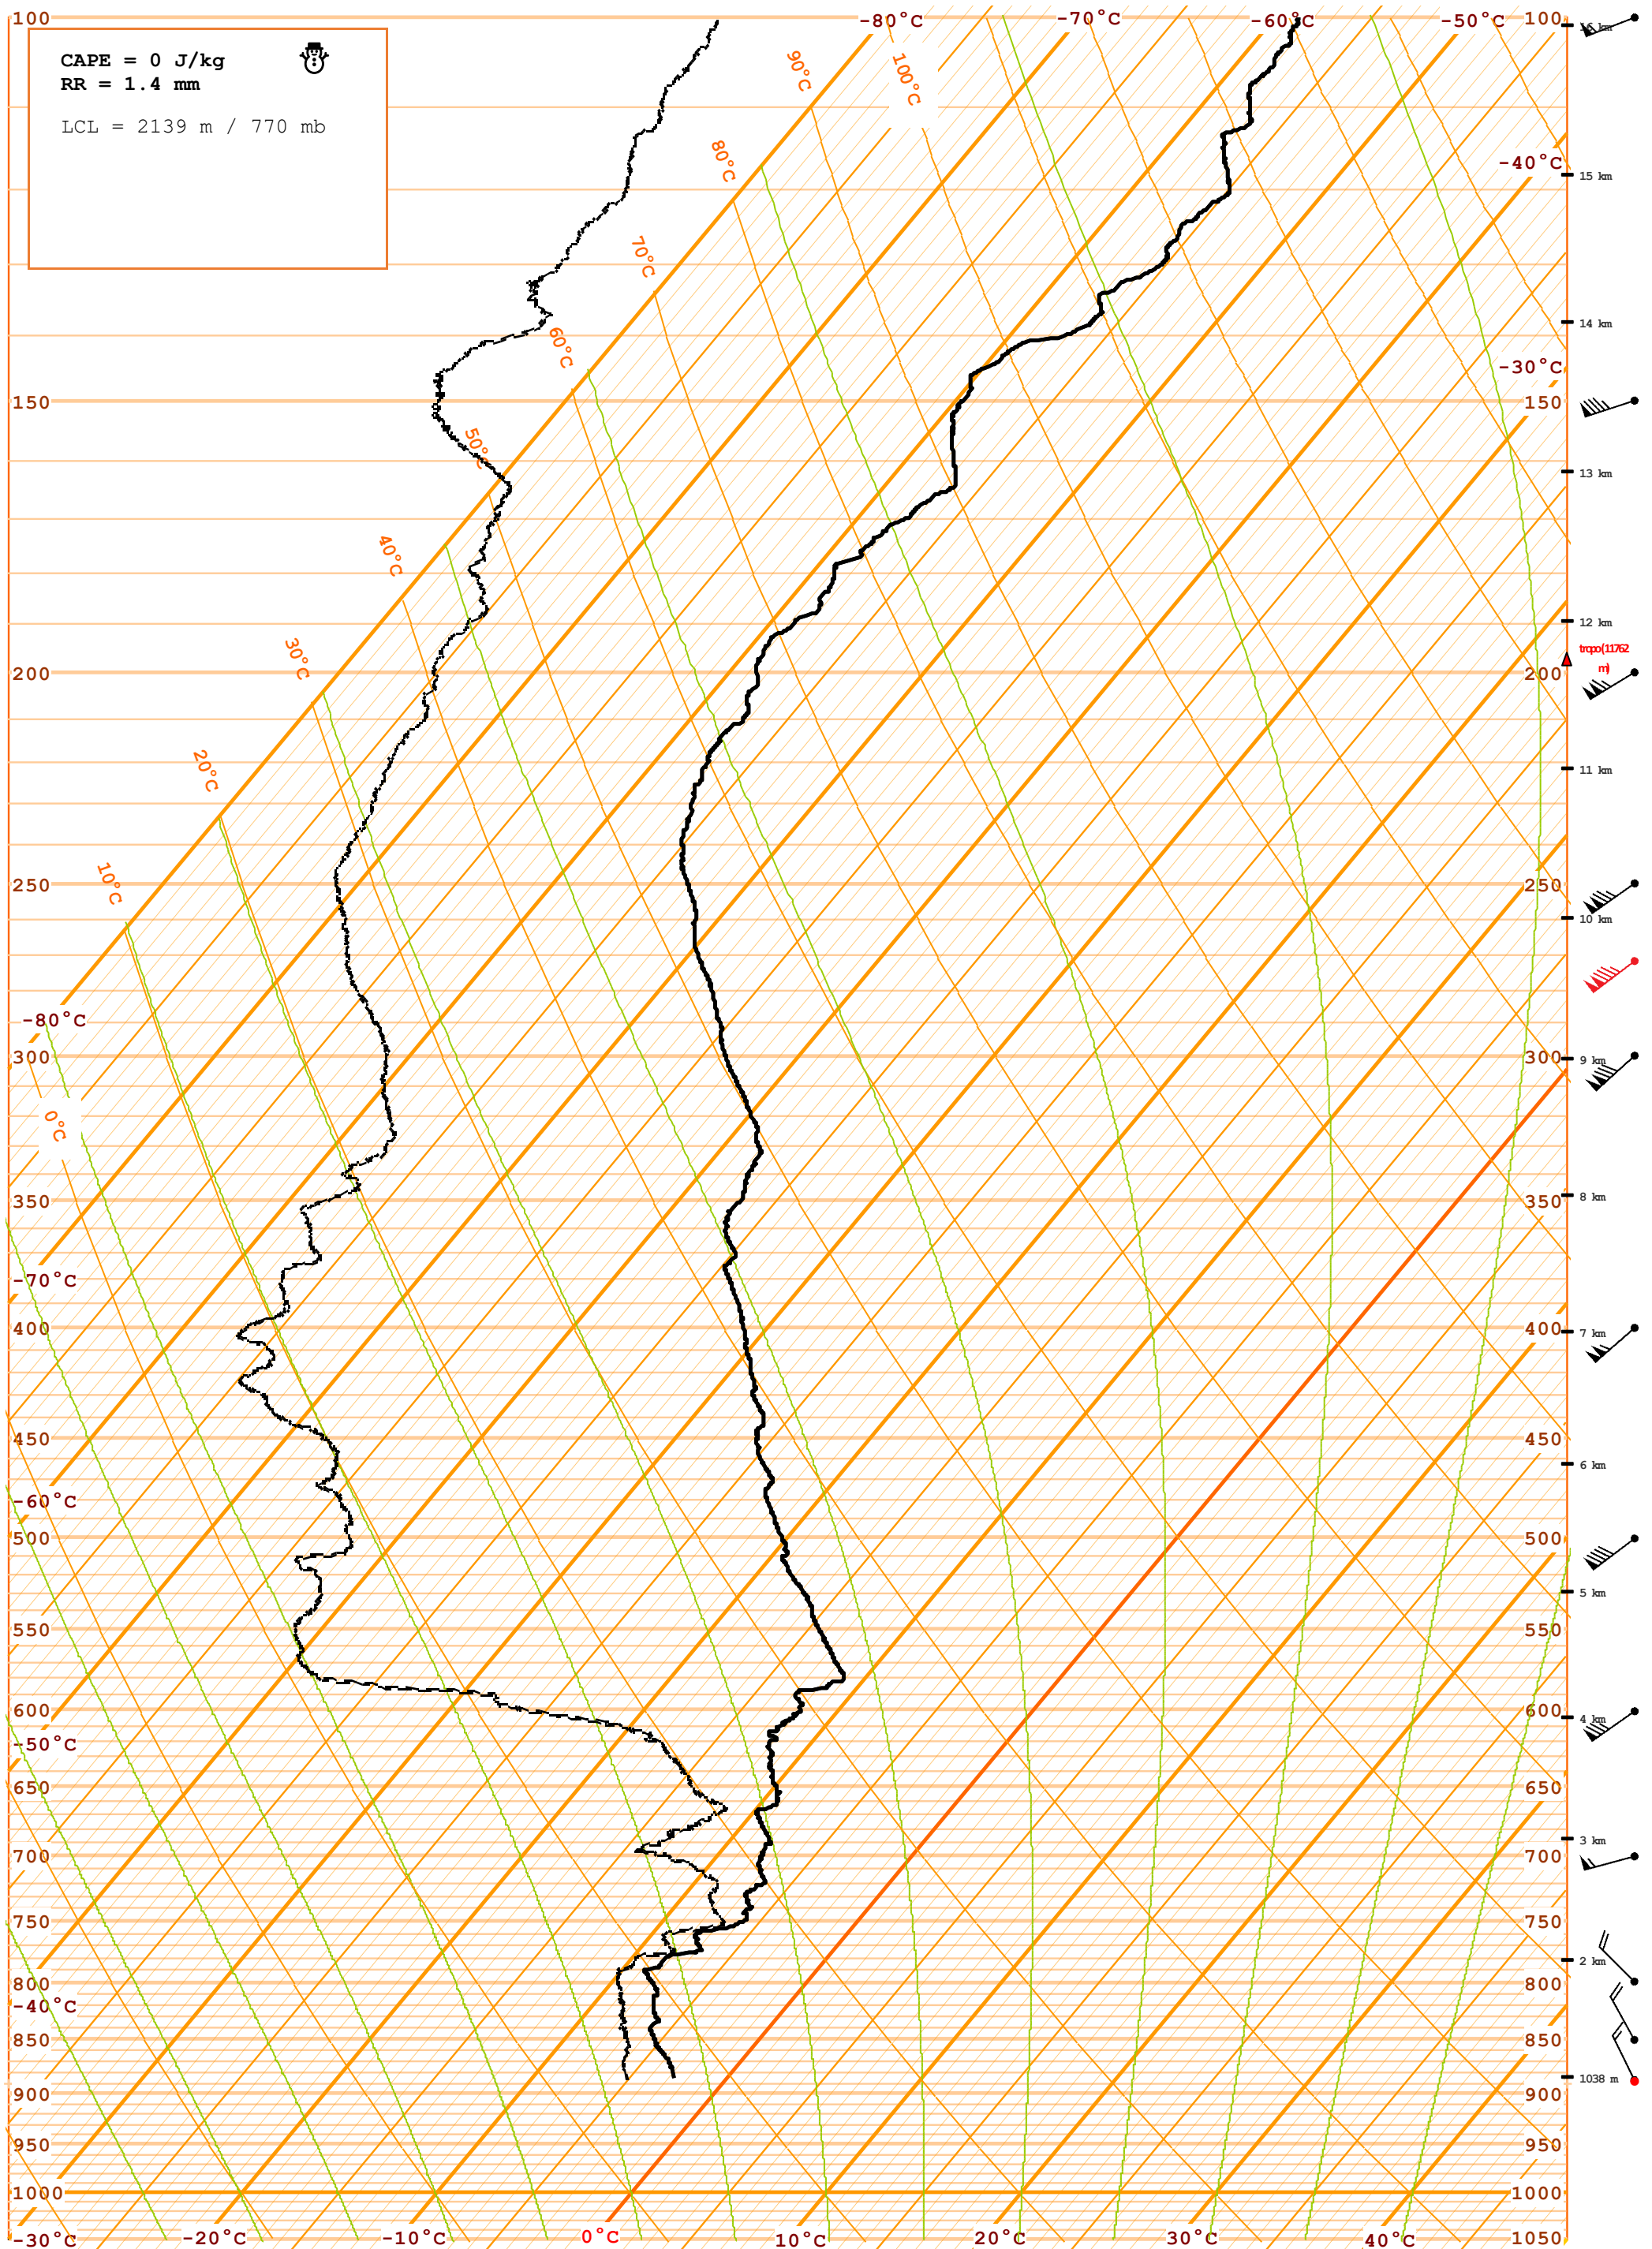 100 -80°C -70°C -60°C -50°C 100
CAPE = 0 J/kg
RR = 1.4 mm
LCL = 2139 m / 770 mb
90°C 100°C
80°C -40°C 15 km
70°C
60°C 14 km
-30°C
150 150
50°C 13 km
40°C
12 km
30°C tropo(11762
m)
200 200
20°C 11 km
10°C
250 250
10 km
-80°C
300 300 9 km
0°C
350 350 8 km
-70°C
400 400 7 km
450 450
6 km
-60°C
500 500
5 km
550 550
600 600 4 km
-50°C
650 650
3 km
700 700
750 750
2 km
800 800
-40°C
850 850
1038 m
900 900
950 950
1000 1000
-30°C -20°C -10°C 0°C 10°C 20°C 30°C 40°C 1050